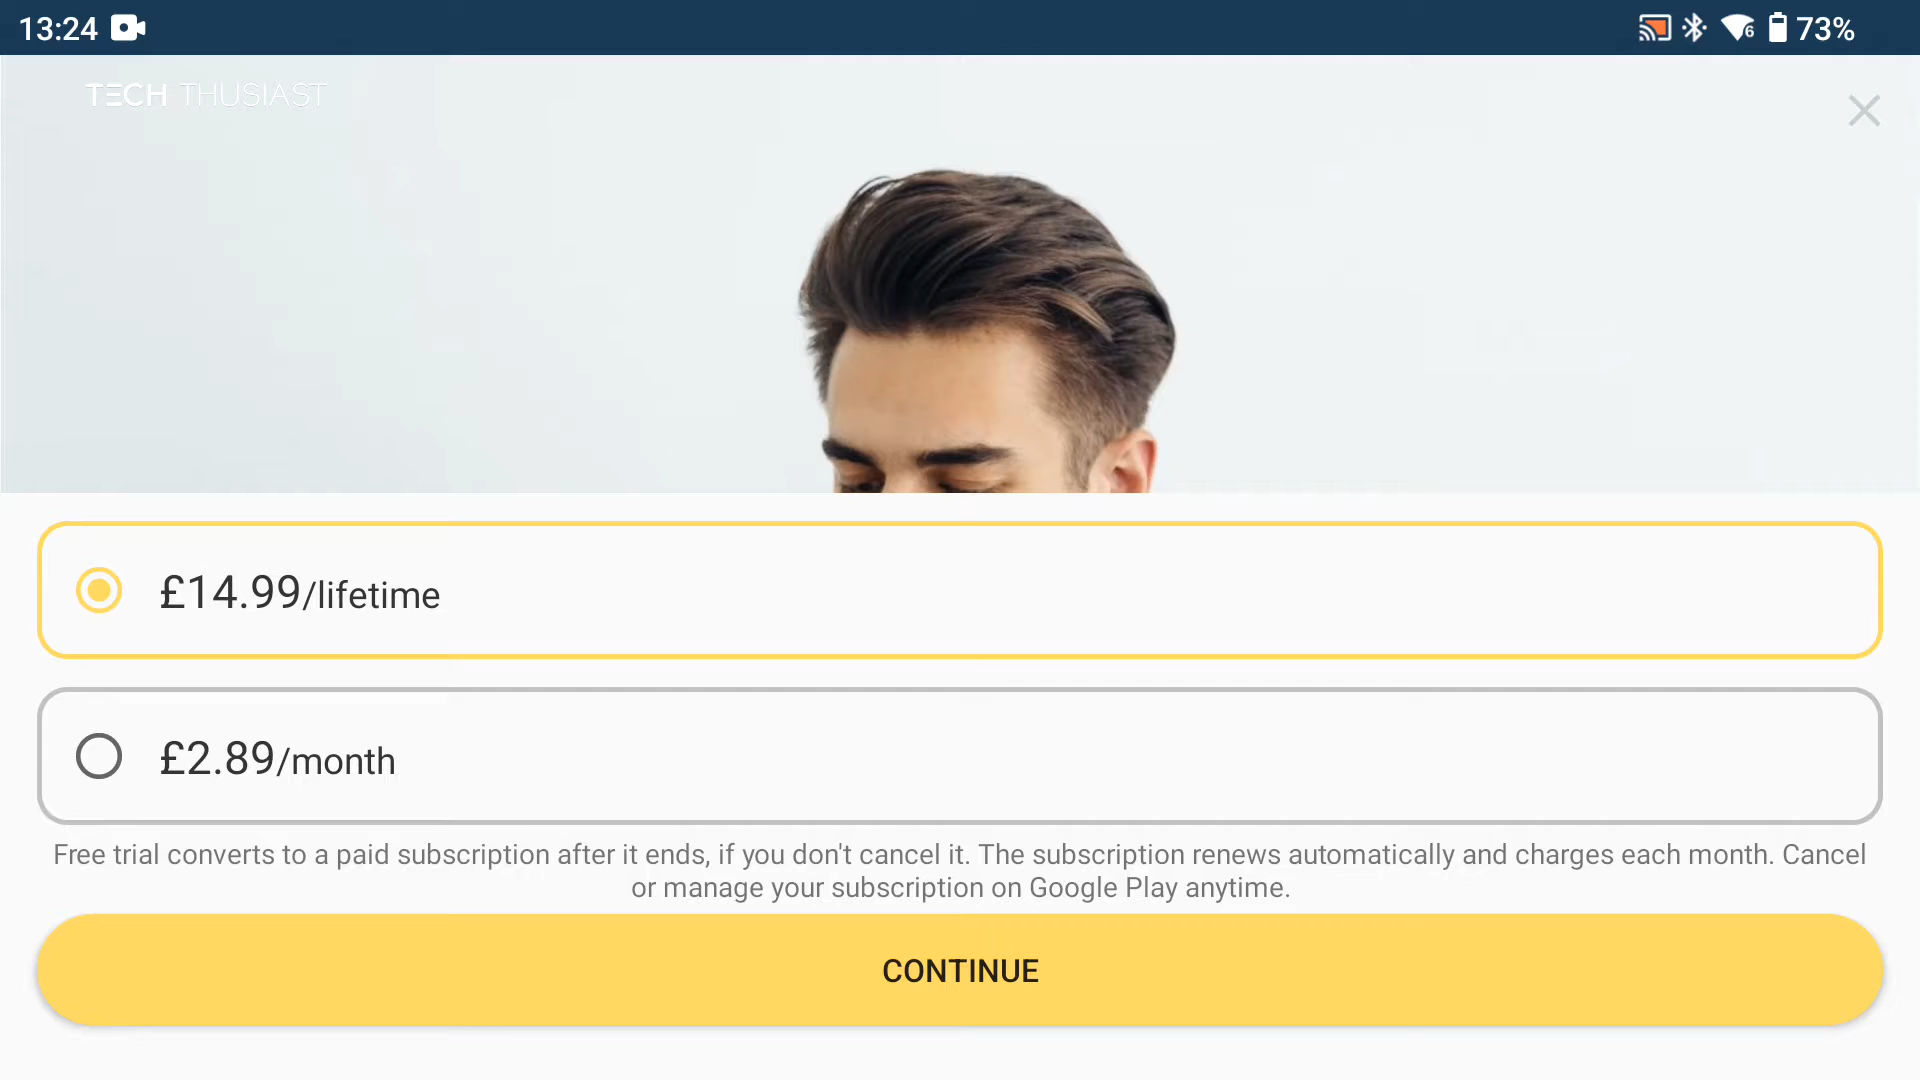 13:24
6
73%
TECH THUSIAST
£14.99/lifetime
£2.89/month
Free trial converts to a paid subscription after it ends, if you don't cancel it. The subscription renews automatically and charges each month. Cancel
or manage your subscription on Google Play anytime.
CONTINUE